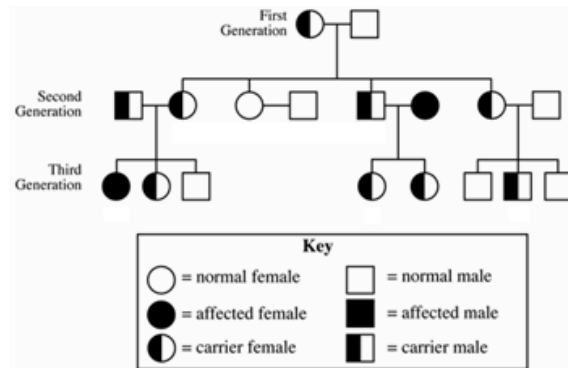 First
Generation
Second
Generation
Third
Generation
Key
= normal female
= normal male
= affected female
= affected male
= carrier female
= carrier male